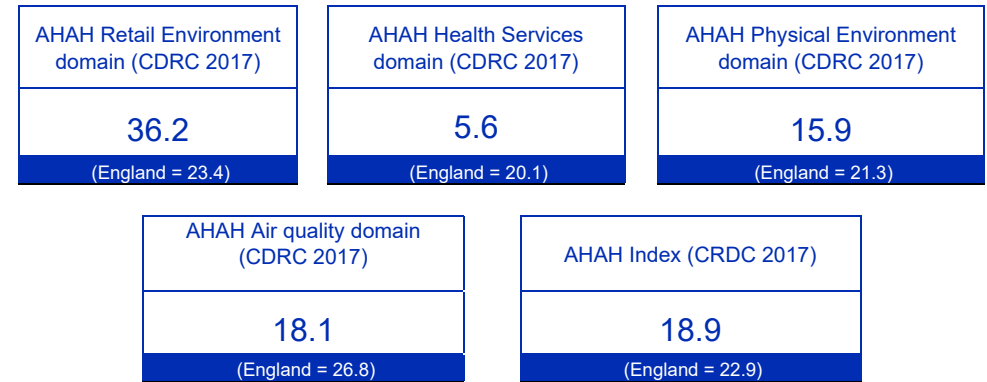 AHAH Retail Environment
domain (CDRC 2017)
36.2
(England = 23.4)
AHAH Health Services
domain (CDRC 2017)
5.6
(England = 20.1)
AHAH Physical Environment
domain (CDRC 2017)
15.9
(England = 21.3)
AHAH Air quality domain
(CDRC 2017)
18.1
(England = 26.8)
AHAH Index (CRDC 2017)
18.9
(England = 22.9)